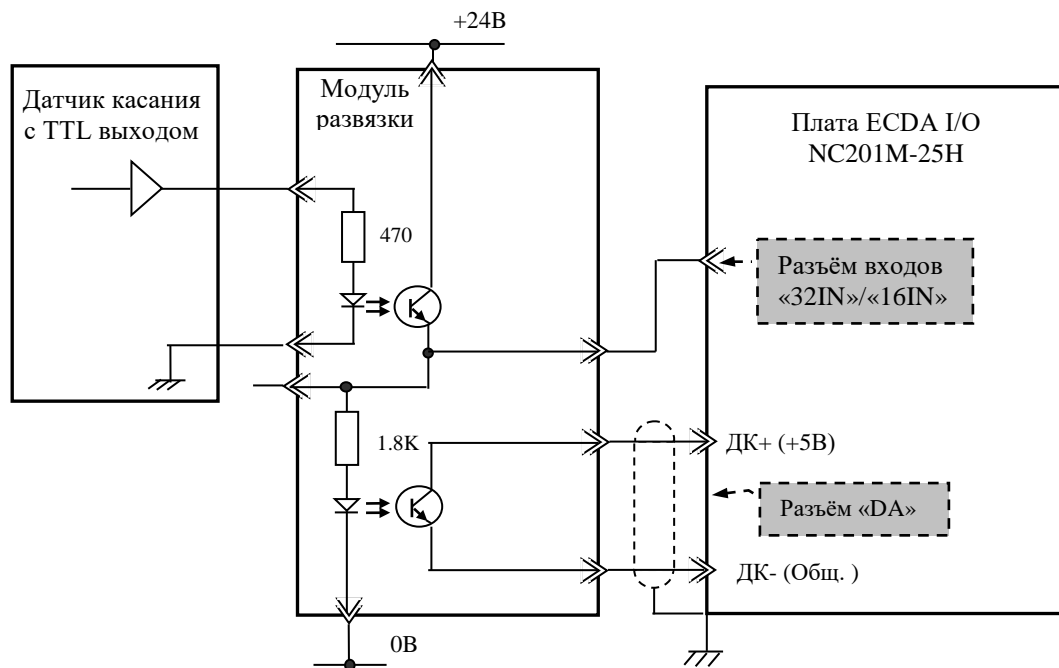 +24В
Датчик касания
с TTL выходом
Модуль
развязки
Плата ECDA I/O
NC201M-25H
470
Разъём входов
«32IN»/«16IN»
1.8K
ДК+ (+5В)
Разъём «DA»
ДК- (Общ. )
0В